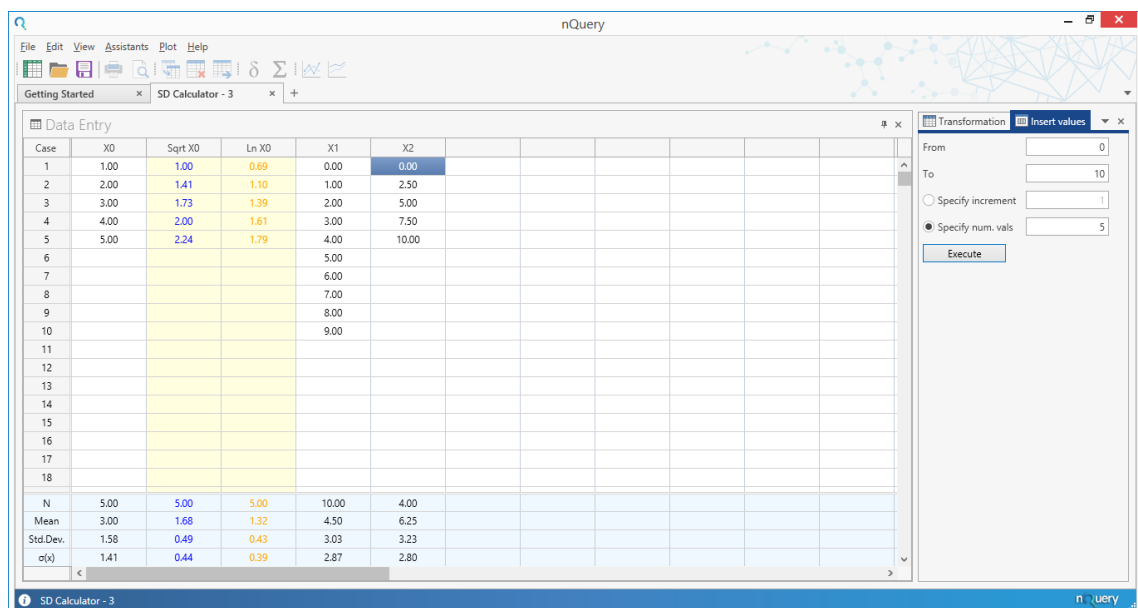 nQuery
File Edit View Assistants Plot Help
δ Σ
Getting Started × SD Calculator - 3 × +
Data Entry
Case X0 Sqrt X0 Ln X0 X1 X2
1 1.00 1.00 0.69 0.00 0.00
2 2.00 1.41 1.10 1.00 2.50
3 3.00 1.73 1.39 2.00 5.00
4 4.00 2.00 1.61 3.00 7.50
5 5.00 2.24 1.79 4.00 10.00
6 5.00
7 6.00
8 7.00
9 8.00
10 9.00
11
12
13
14
15
16
17
18
N 5.00 5.00 5.00 10.00 4.00
Mean 3.00 1.68 1.32 4.50 6.25
Std.Dev. 1.58 0.49 0.43 3.03 3.23
σ(x) 1.41 0.44 0.39 2.87 2.80
Transformation Insert values
From 0
To 10
Specify increment 1
Specify num. vals 5
Execute
SD Calculator - 3
nQuery